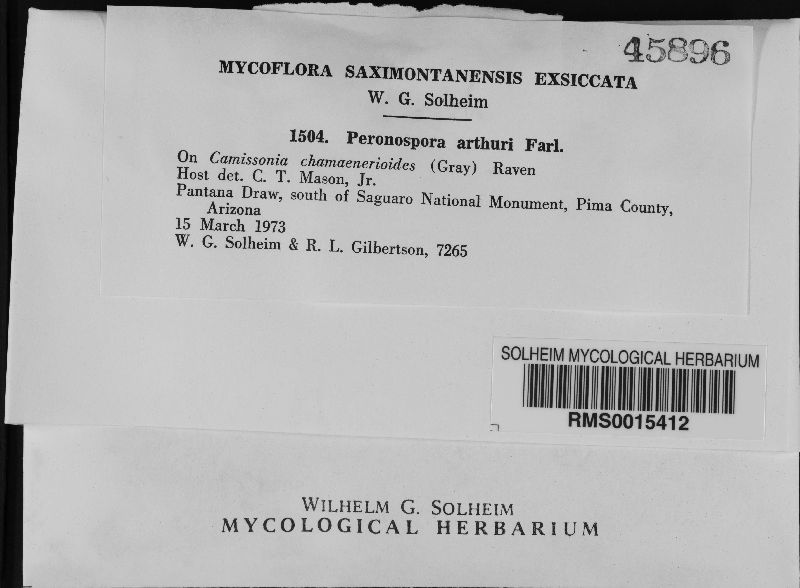 45896
MYCOFLORA SAXIMONTANENSIS EXSICCATA
W. G. Solheim
1504. Peronospora arthuri Farl.
On Camissonia chamaenerioides (Gray) Raven
Host det. C. T. Mason, Jr.
Pantana Draw, south of Saguaro National Monument, Pima County,
Arizona
15 March 1973
W. G. Solheim & R. L. Gilbertson, 7265
SOLHEIM MYCOLOGICAL HERBARIUM
RMS0015412
WILHELM G. SOLHEIM
MYCOLOGICAL HERBARIUM